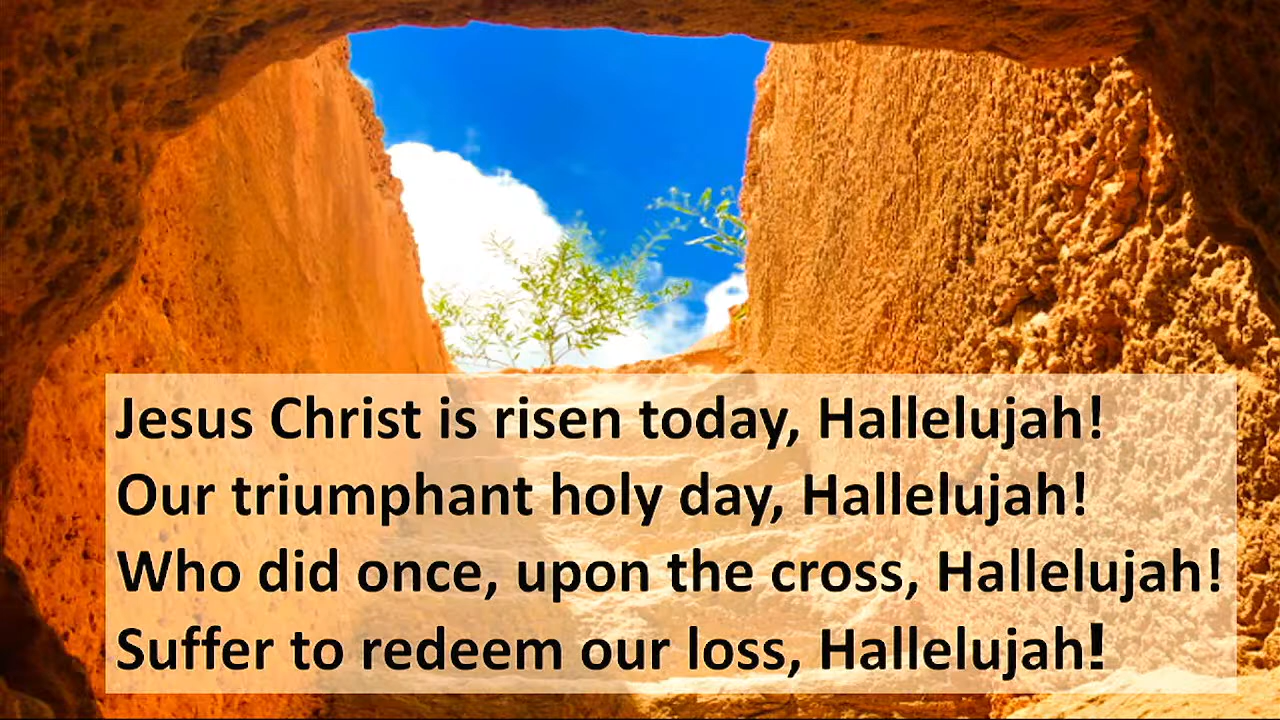 Jesus Christ is risen today, Hallelujah!
Our triumphant holy day, Hallelujah!
Who did once, upon the cross, Hallelujah!
Suffer to redeem our loss, Hallelujah!